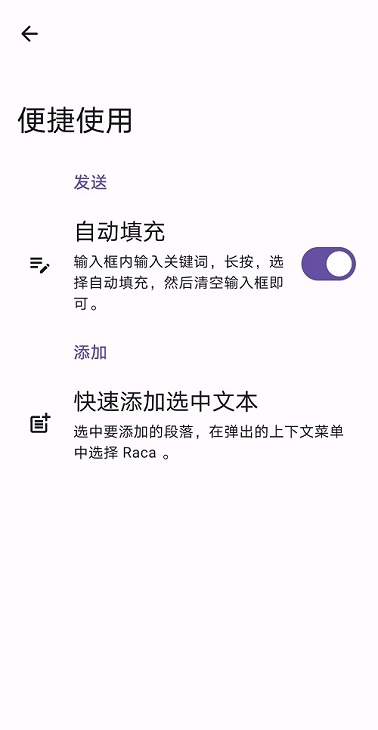 便捷使用
发送
自动填充
输入框内输入关键词，长按，选
择自动填充，然后清空输入框即
可。
添加
快速添加选中文本
选中要添加的段落，在弹出的上下文菜单
中选择 Raca 。